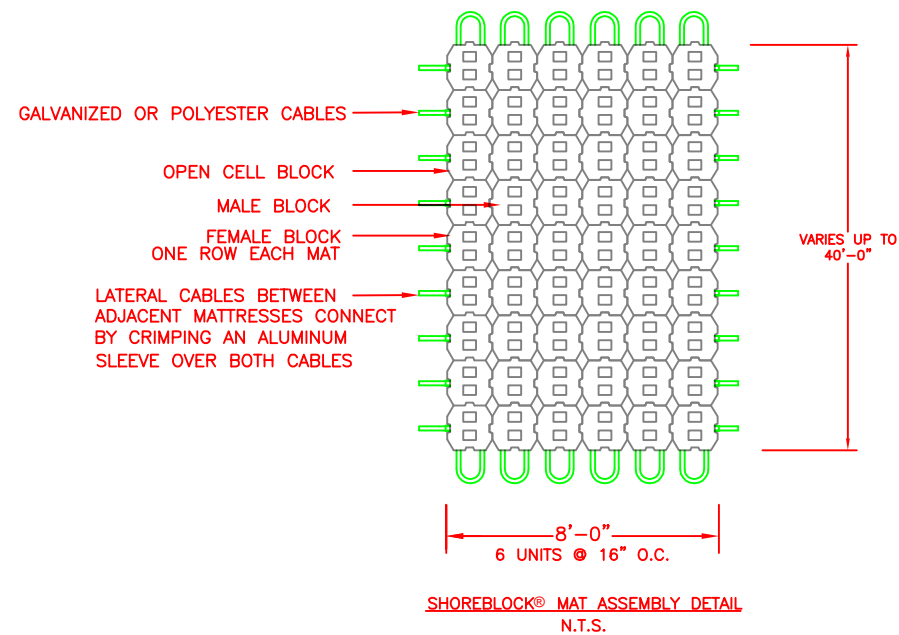 GALVANIZED OR POLYESTER CABLES
OPEN CELL BLOCK
MALE BLOCK
FEMALE BLOCK
ONE ROW EACH MAT
LATERAL CABLES BETWEEN
ADJACENT MATTRESSES CONNECT
BY CRIMPING AN ALUMINUM
SLEEVE OVER BOTH CABLES
VARIES UP TO
40'-0"
8'-0"
6 UNITS @ 16" O.C.
SHOREBLOCK® MAT ASSEMBLY DETAIL
N.T.S.